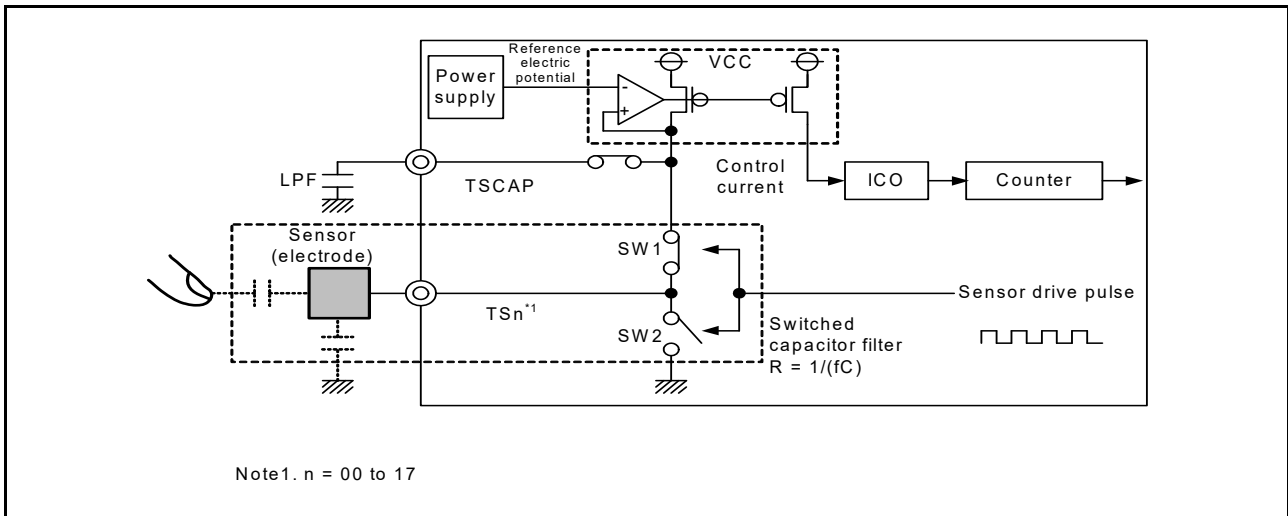 Power
supply
Reference
electric
potential
VCC
-
+
LPF
TSCAP
Control
current
ICO
Counter
Sensor
(electrode)
SW1
TSn*1
SW2
Sensor drive pulse
Switched
capacitor filter
R = 1/(fC)
Note1. n = 00 to 17